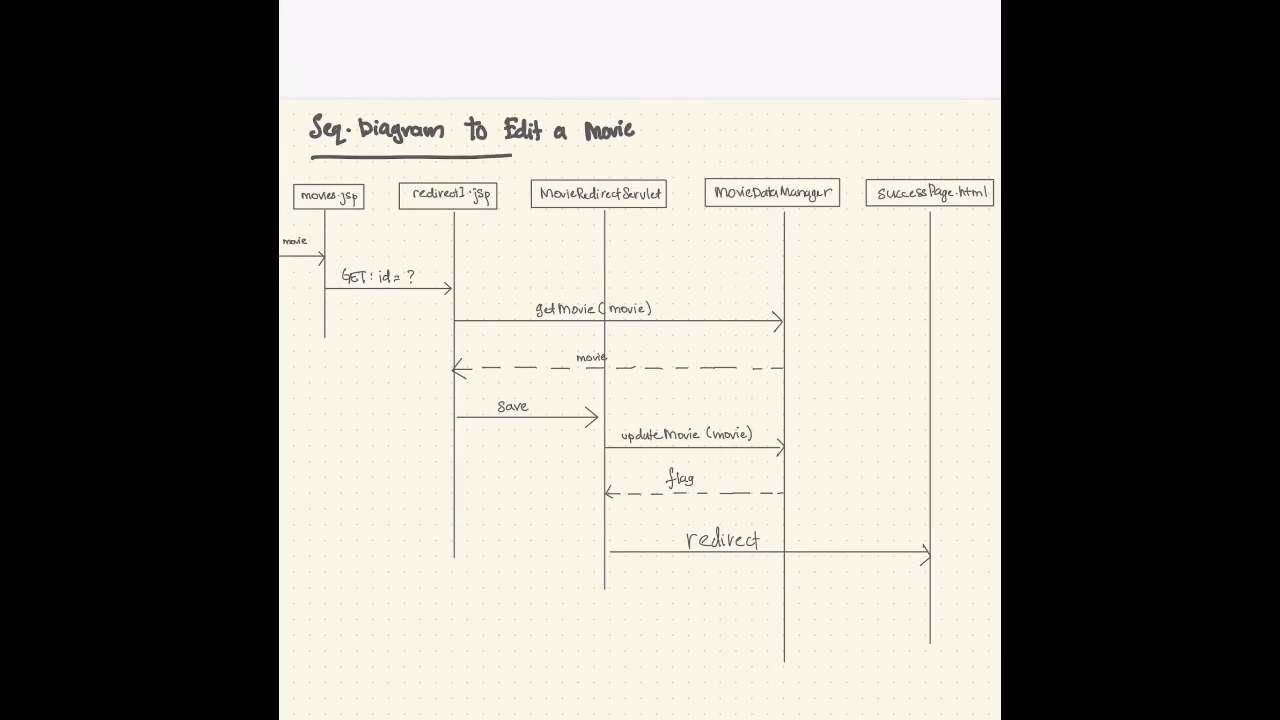 Seq. Diagram to Edit a Movie
movies.jsp
redirect1.jsp
MovieRedirectServlet
MovieDataManager
successPage.html
movie
GET: id = ?
getMovie(movie)
movie
save
updateMovie(movie)
flag
redirect